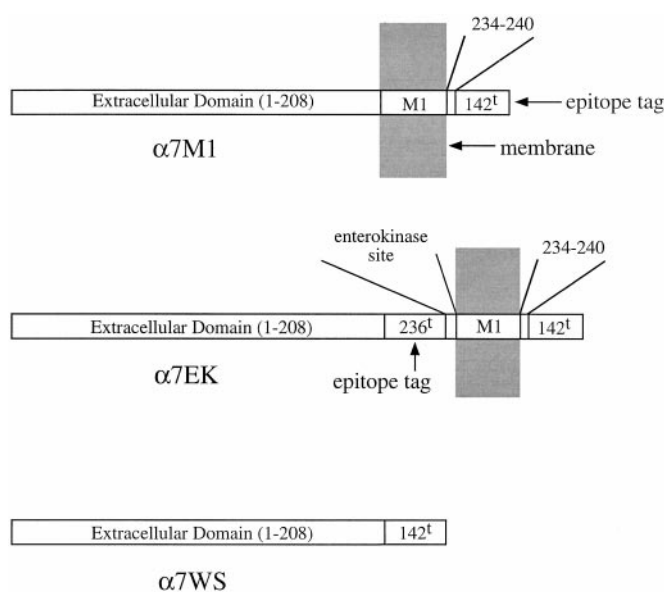 234-240
Extracellular Domain (1-208) M1 142ᵗ epitope tag
α7M1
membrane
enterokinase
site
234-240
Extracellular Domain (1-208) 236ᵗ M1 142ᵗ
α7EK
epitope tag
Extracellular Domain (1-208) 142ᵗ
α7WS